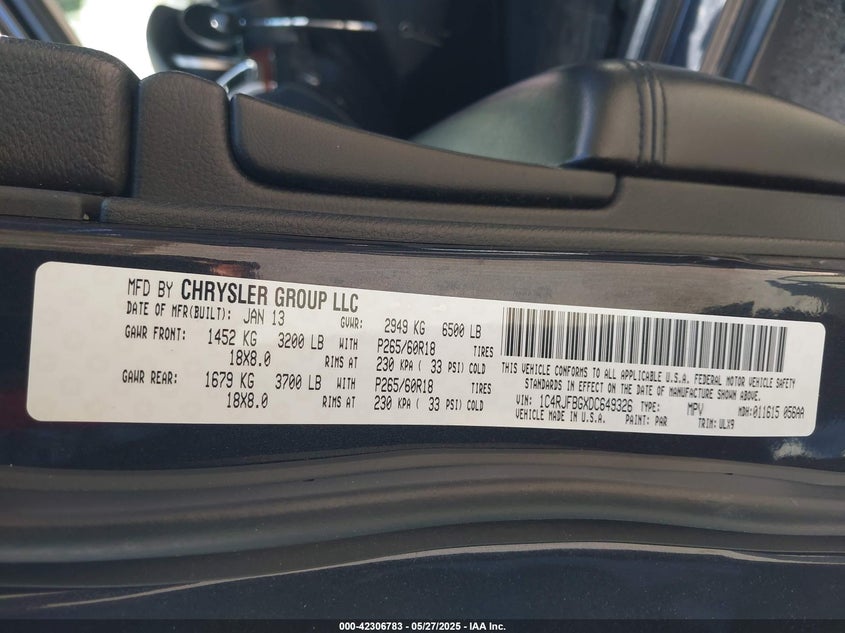 MFD BY CHRYSLER GROUP LLC
DATE OF MFR(BUILT): JAN 13 GVWR: 2949 KG 6500 LB
GAWR FRONT: 1452 KG 3200 LB WITH P265/60R18 TIRES
18X8.0 RIMS AT 230 KPA ( 33 PSI) COLD
GAWR REAR: 1679 KG 3700 LB WITH P265/60R18 TIRES
18X8.0 RIMS AT 230 KPA ( 33 PSI) COLD
THIS VEHICLE CONFORMS TO ALL APPLICABLE U.S.A. FEDERAL MOTOR VEHICLE SAFETY
STANDARDS IN EFFECT ON THE DATE OF MANUFACTURE SHOWN ABOVE.
VIN: 1C4RJFBGXDC649326 TYPE: MPV MDH: 011615 056AA
VEHICLE MADE IN U.S.A. PAINT: PAR TRIM: ULX9
000-42306783 — 05/27/2025 — IAA Inc.